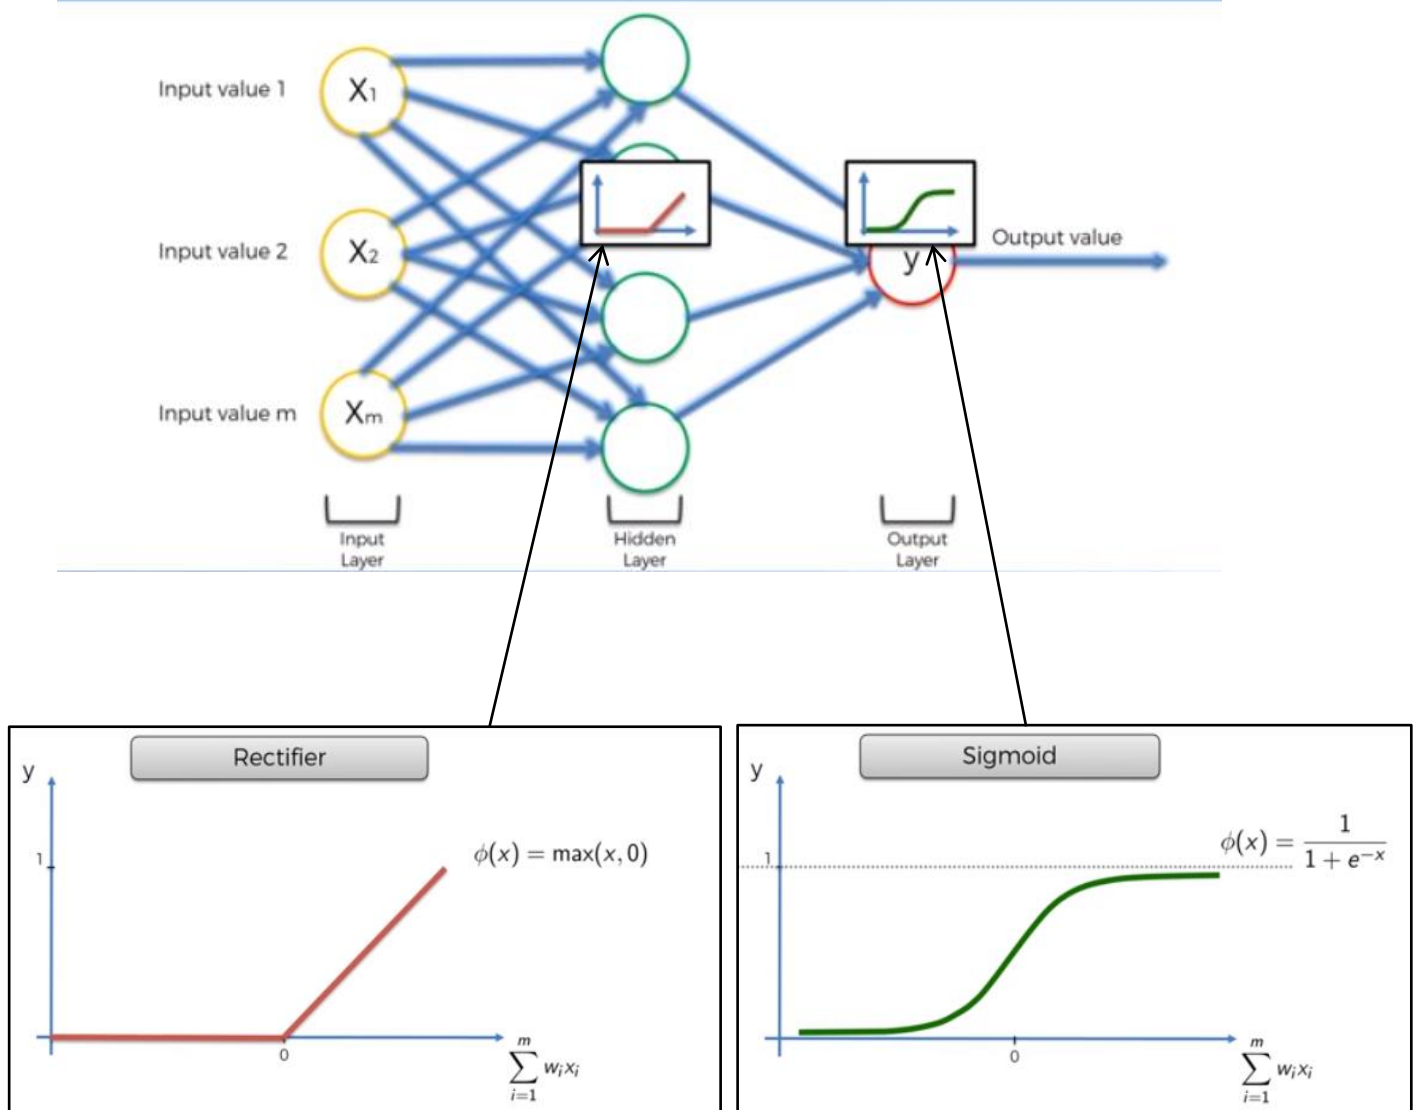 Input value 1
X₁
Input value 2
X₂
Input value m
Xₘ
y
Output value
Input
Layer
Hidden
Layer
Output
Layer
Rectifier
y
1
ϕ(x) = max(x, 0)
0
m
∑ wᵢxᵢ
i=1
Sigmoid
y
1
ϕ(x) = 1 / (1 + e⁻ˣ)
0
m
∑ wᵢxᵢ
i=1